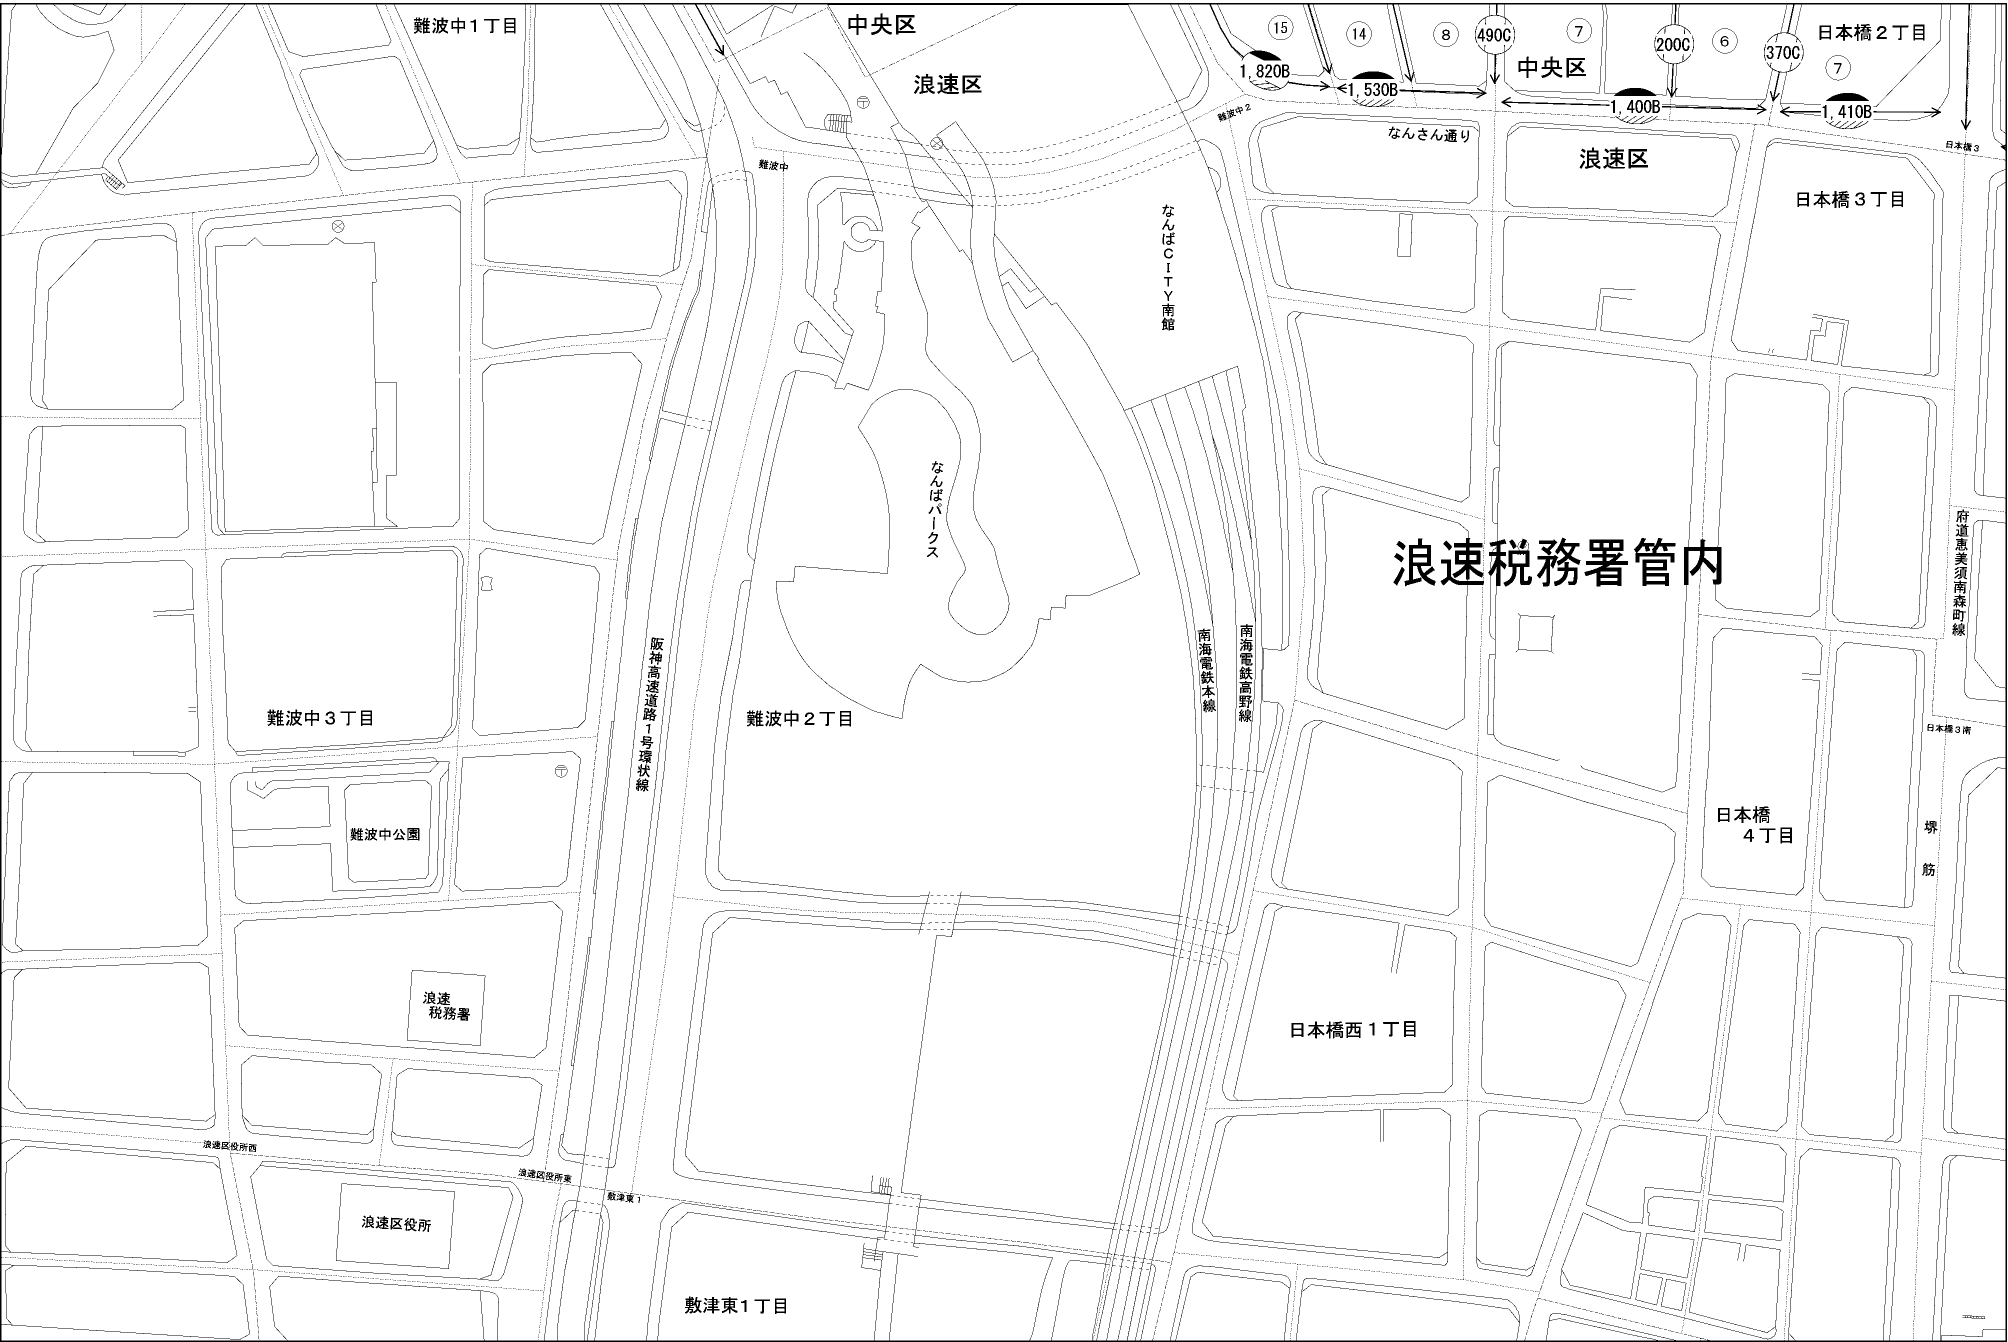 難波中１丁目
中央区
浪速区
⑮
⑭
⑧
490C
⑦
200C
⑥
370C
日本橋２丁目
⑦
中央区
1,820B
1,530B
1,400B
1,410B
難波中２
なんさん通り
浪速区
日本橋３
難波中
日本橋３丁目
なんばＣＩＴＹ南館
なんばパークス
浪速税務署管内
府道恵美須南森町線
阪神高速道路１号環状線
南海電鉄本線
南海電鉄高野線
難波中３丁目
難波中２丁目
日本橋３南
難波中公園
日本橋
４丁目
堺筋
浪速
税務署
日本橋西１丁目
浪速区役所西
浪速区役所東
敷津東１
浪速区役所
敷津東１丁目